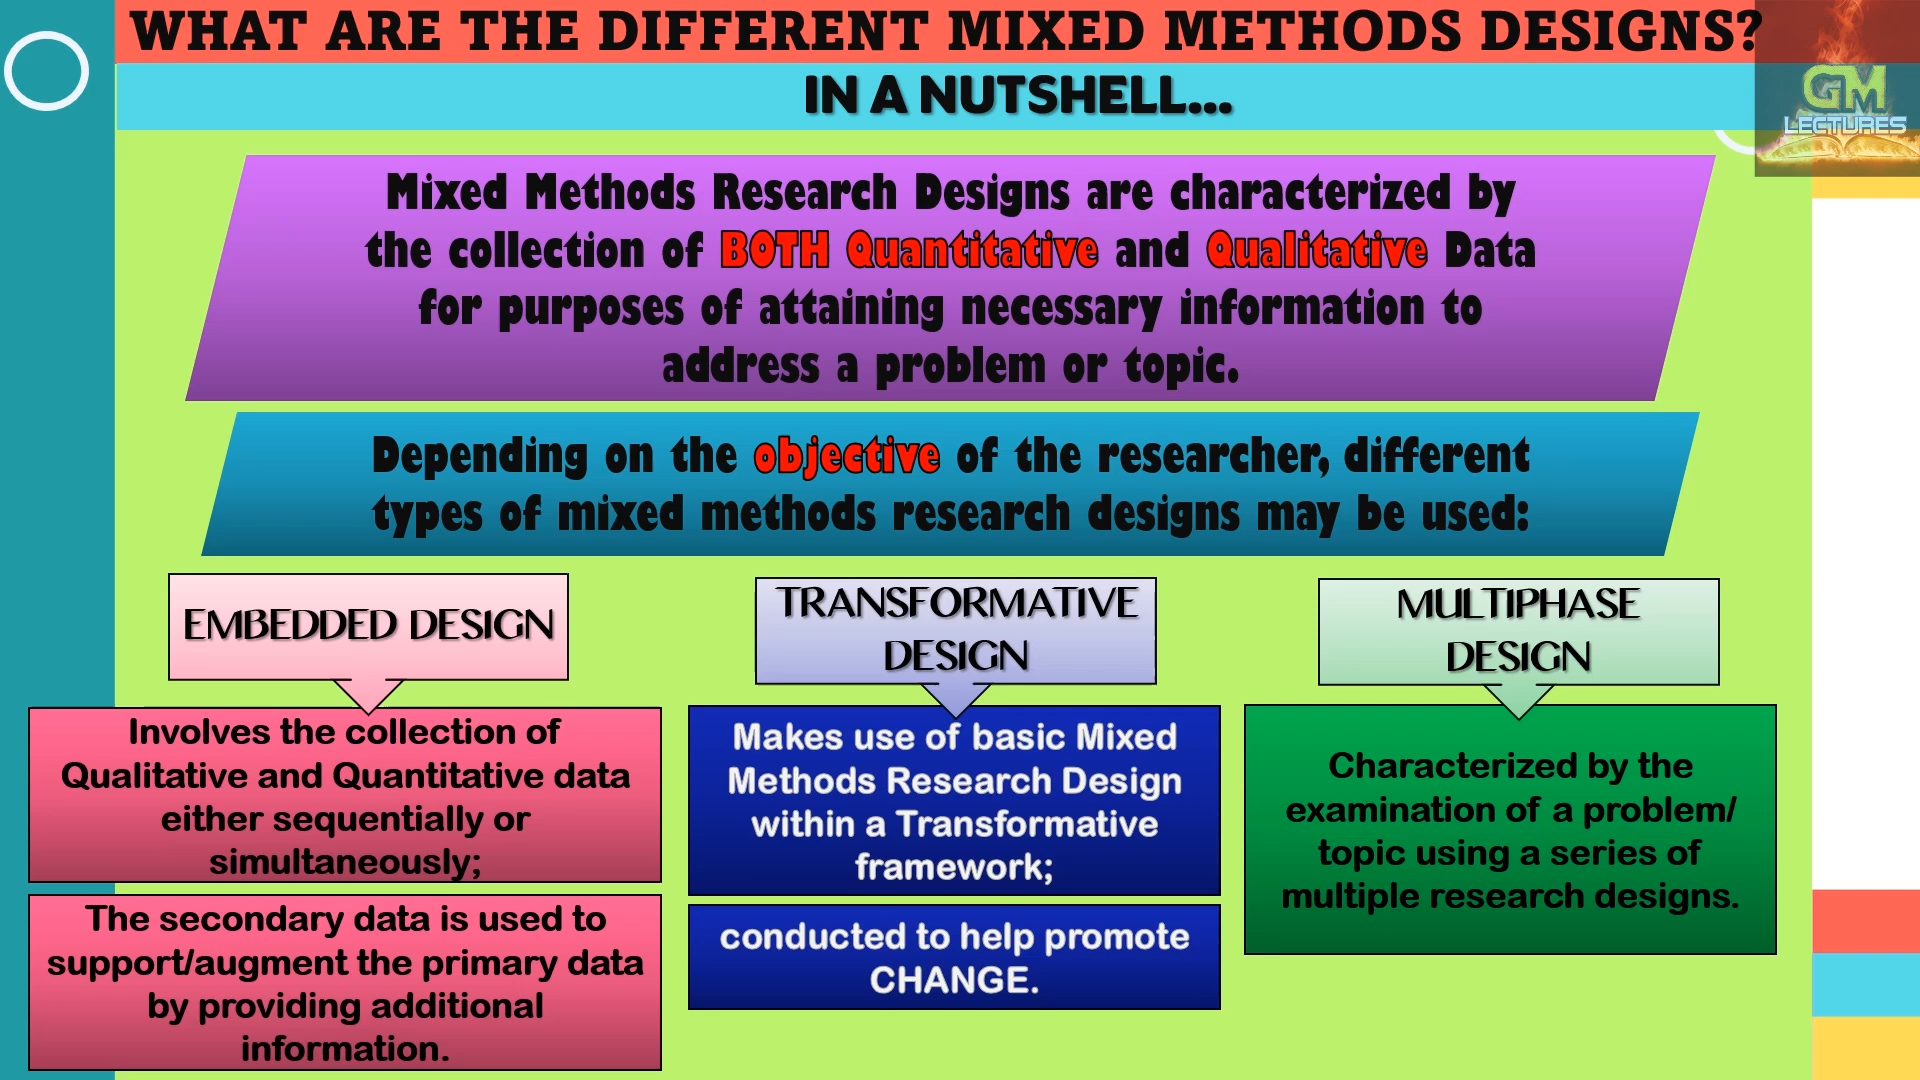 WHAT ARE THE DIFFERENT MIXED METHODS DESIGNS?
IN A NUTSHELL...
GM
LECTURES
Mixed Methods Research Designs are characterized by
the collection of BOTH Quantitative and Qualitative Data
for purposes of attaining necessary information to
address a problem or topic.
Depending on the objective of the researcher, different
types of mixed methods research designs may be used:
EMBEDDED DESIGN
Involves the collection of
Qualitative and Quantitative data
either sequentially or
simultaneously;
The secondary data is used to
support/augment the primary data
by providing additional
information.
TRANSFORMATIVE
DESIGN
Makes use of basic Mixed
Methods Research Design
within a Transformative
framework;
conducted to help promote
CHANGE.
MULTIPHASE
DESIGN
Characterized by the
examination of a problem/
topic using a series of
multiple research designs.